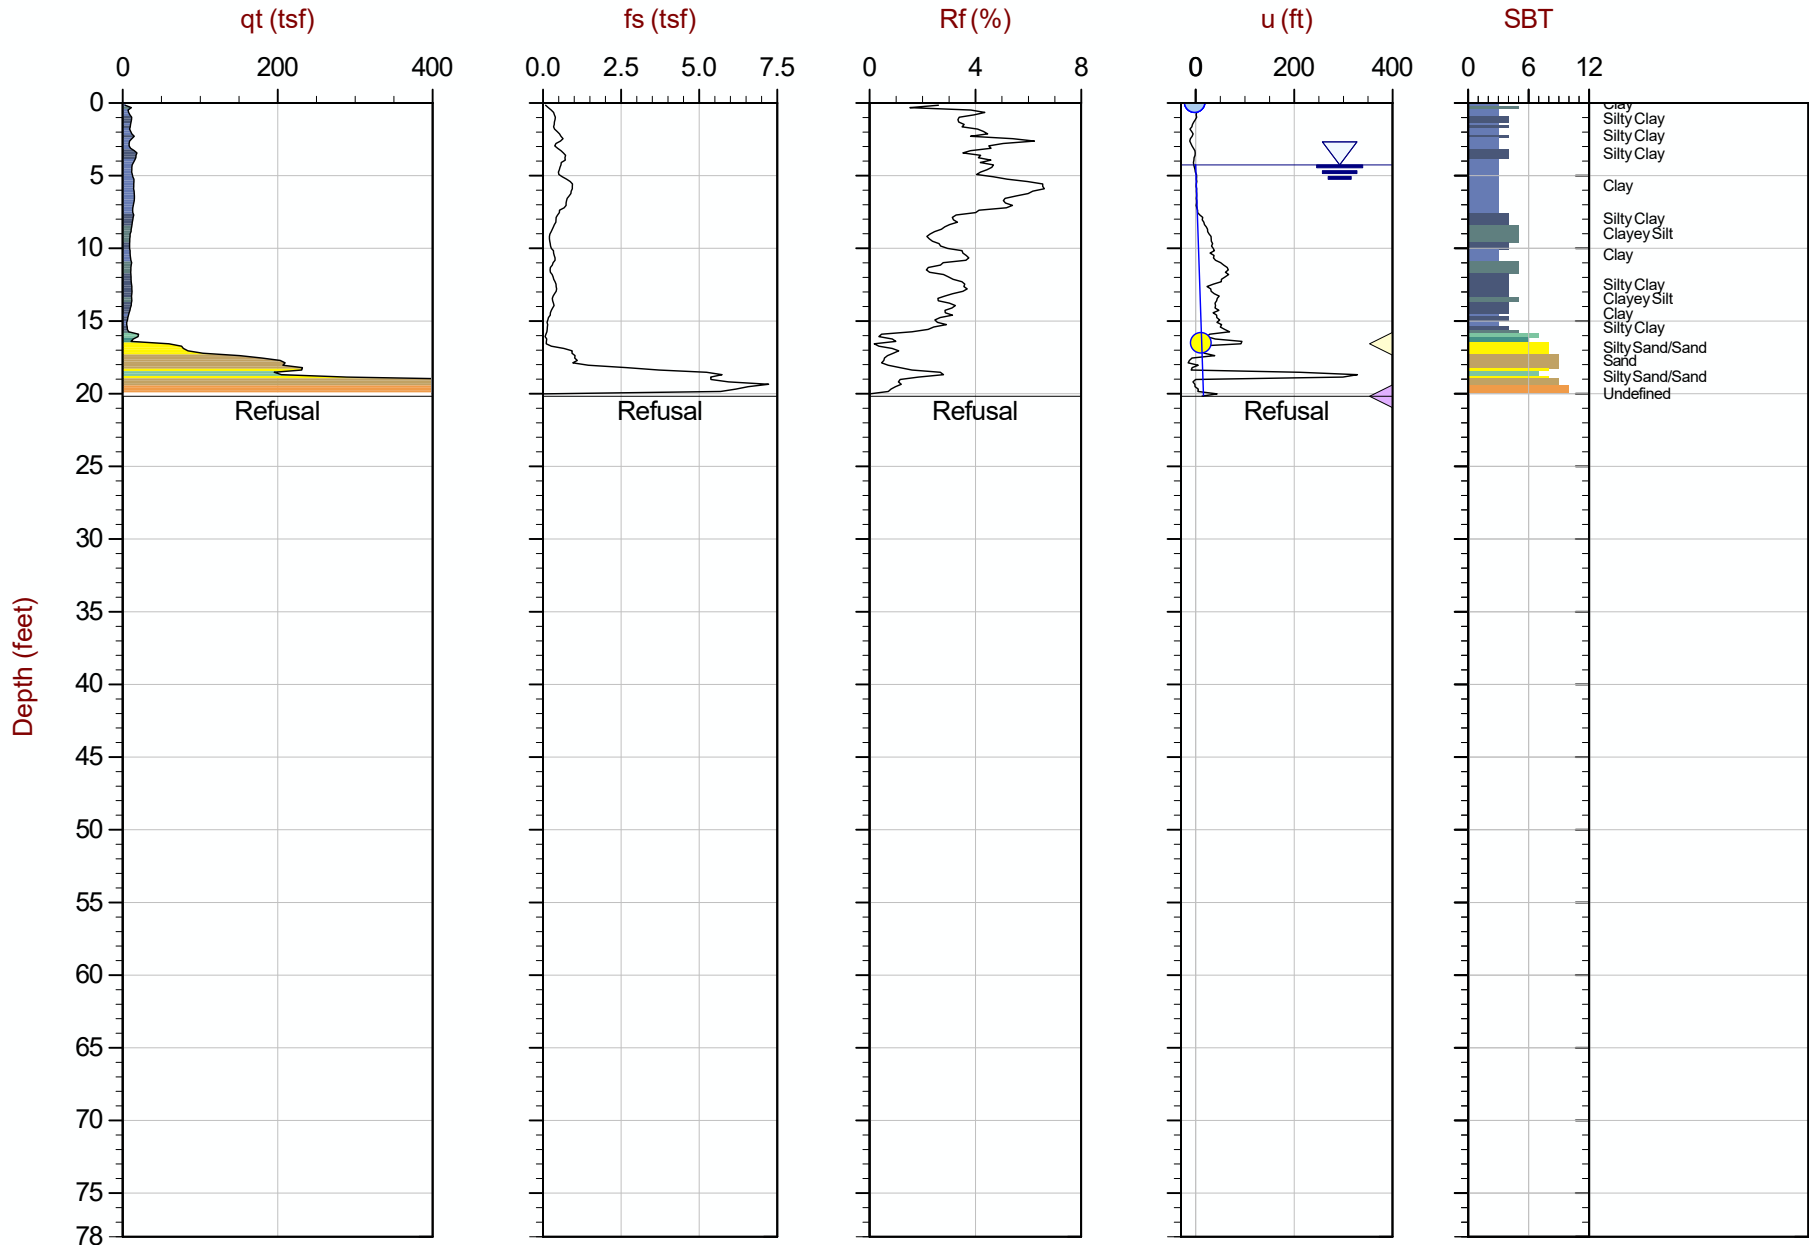 qt (tsf)
fs (tsf)
Rf (%)
u (ft)
SBT
0 200 400
0.0 2.5 5.0 7.5
0 4 8
0 200 400
0 6 12
0
5
10
15
20
25
30
35
40
45
50
55
60
65
70
75
78
Depth (feet)
Refusal
Refusal
Refusal
Refusal
Clay
Silty Clay
Silty Clay
Silty Clay
Clay
Silty Clay
Clayey Silt
Clay
Silty Clay
Clayey Silt
Clay
Silty Clay
Silty Sand/Sand
Sand
Silty Sand/Sand
Undefined